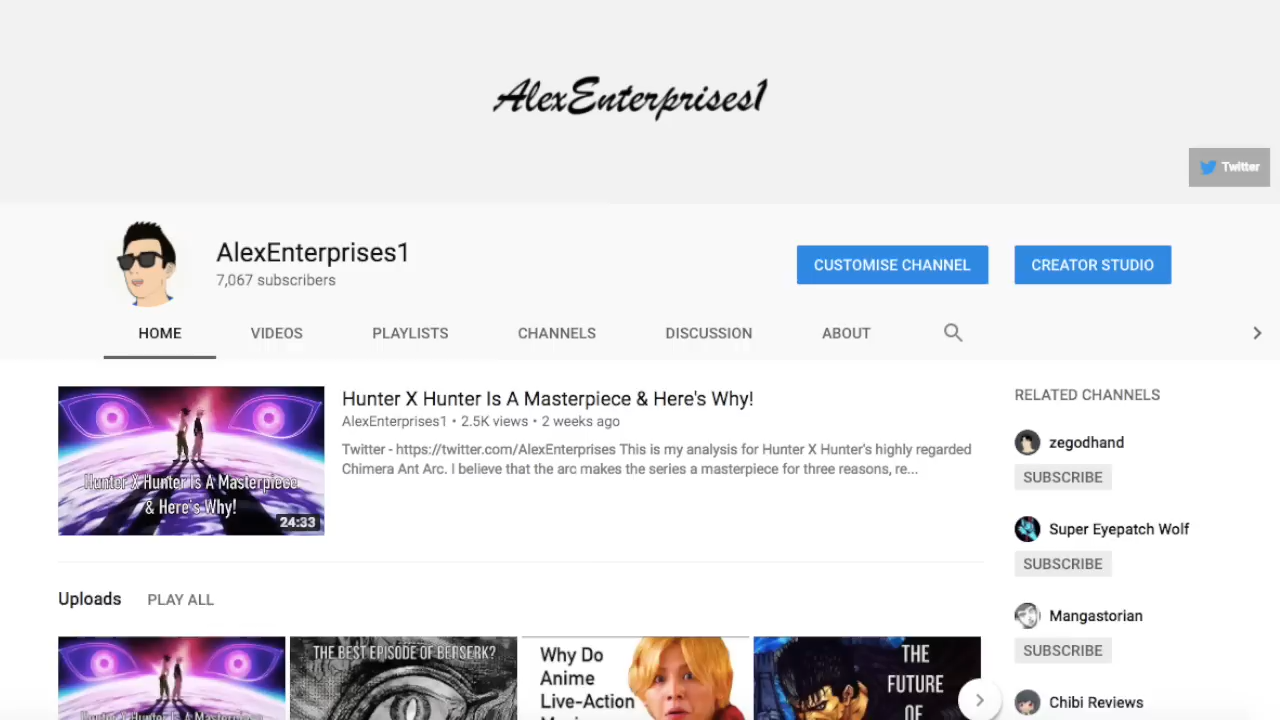 AlexEnterprises1
Twitter
AlexEnterprises1
7,067 subscribers
CUSTOMISE CHANNEL
CREATOR STUDIO
HOME
VIDEOS
PLAYLISTS
CHANNELS
DISCUSSION
ABOUT
Hunter X Hunter Is A Masterpiece
& Here's Why!
24:33
Hunter X Hunter Is A Masterpiece & Here's Why!
AlexEnterprises1 • 2.5K views • 2 weeks ago
Twitter - https://twitter.com/AlexEnterprises This is my analysis for Hunter X Hunter's highly regarded
Chimera Ant Arc. I believe that the arc makes the series a masterpiece for three reasons, re...
RELATED CHANNELS
zegodhand
SUBSCRIBE
Super Eyepatch Wolf
SUBSCRIBE
Mangastorian
SUBSCRIBE
Chibi Reviews
Uploads
PLAY ALL
Hunter X Hunter Is A Masterpiece
THE BEST EPISODE OF BERSERK?
Why Do
Anime
Live-Action
THE
FUTURE
OF